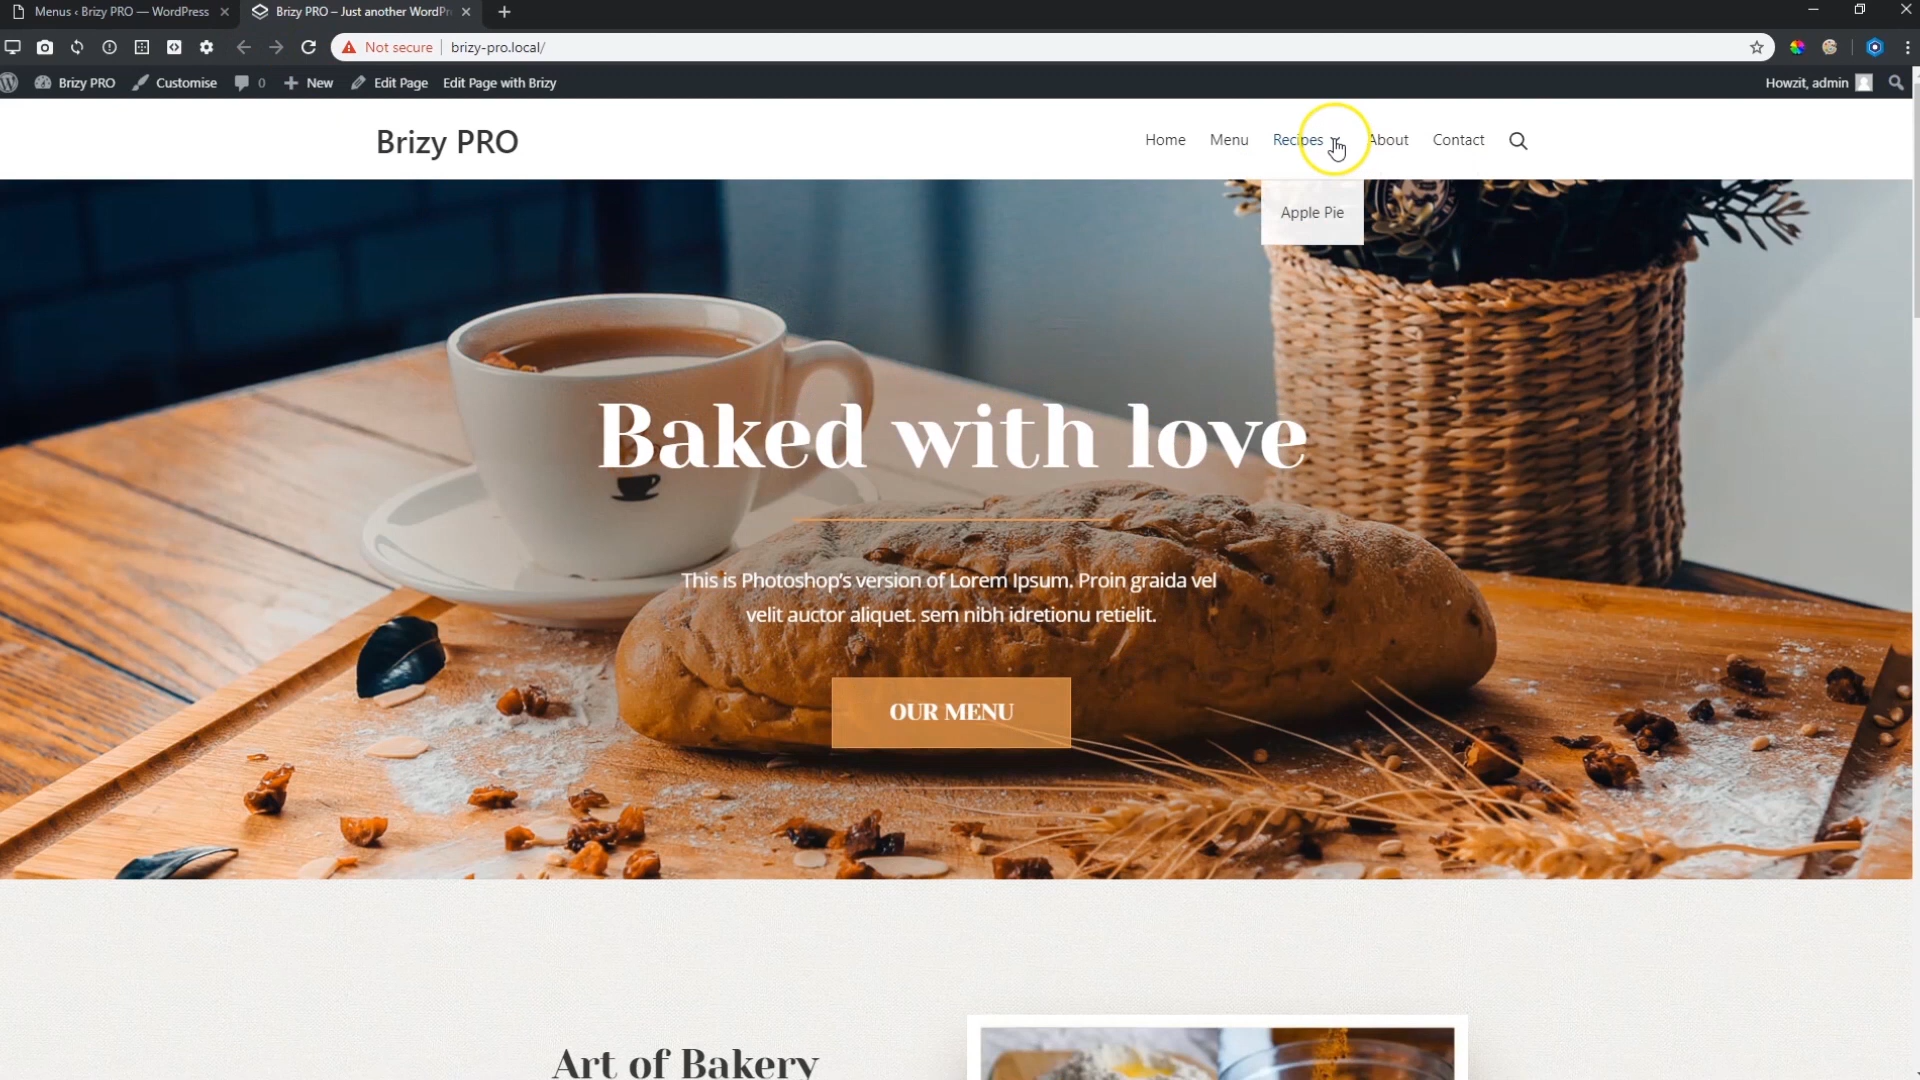 Menus ‹ Brizy PRO — WordPress
Brizy PRO – Just another WordPr
Not secure
brizy-pro.local/
Brizy PRO
Customise
0
New
Edit Page
Edit Page with Brizy
Howzit, admin
Brizy PRO
Home
Menu
Recipes
About
Contact
Apple Pie
Baked with love
This is Photoshop's version of Lorem Ipsum. Proin graida vel
velit auctor aliquet. sem nibh idretionu retielit.
OUR MENU
Art of Bakery